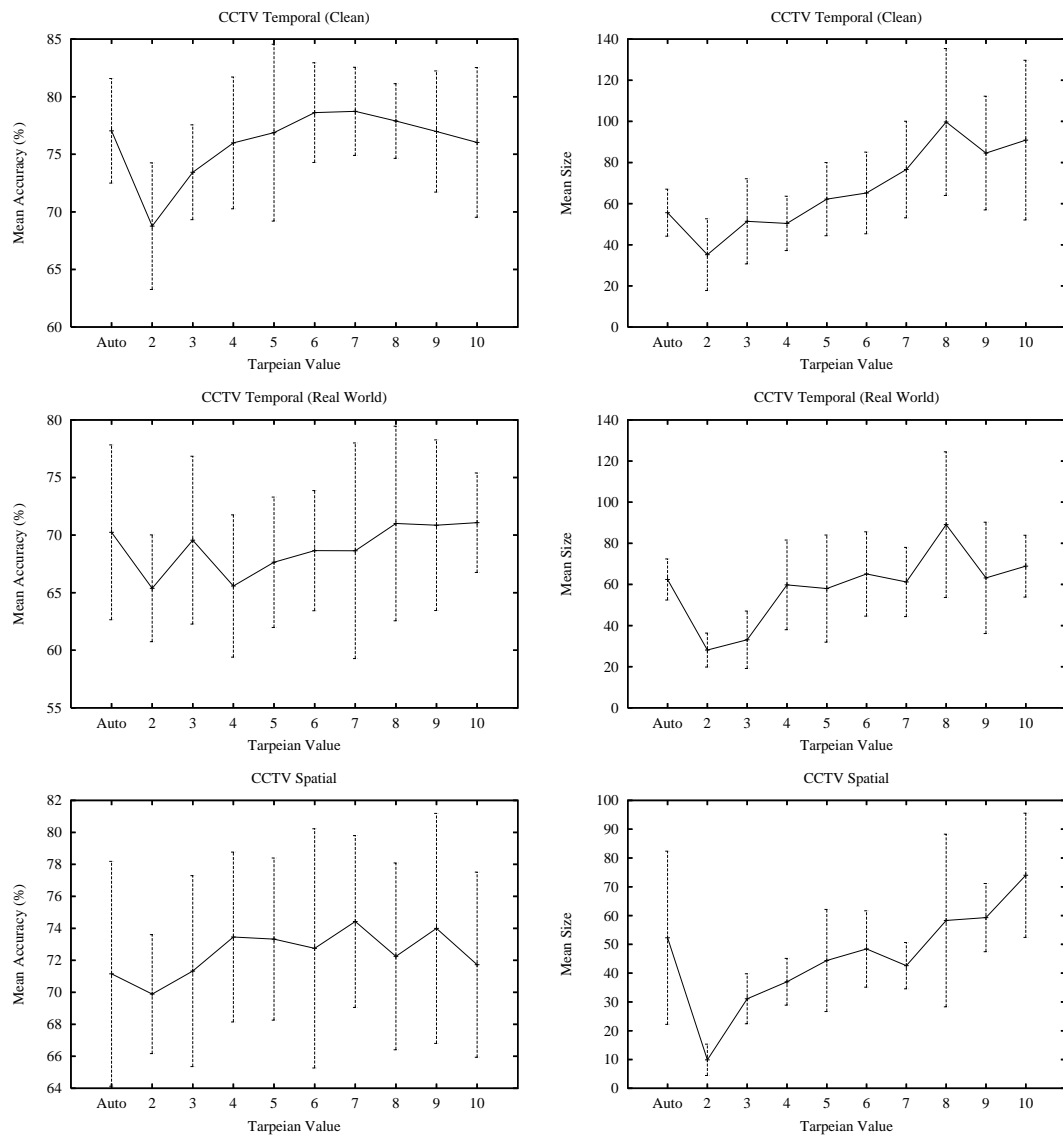 CCTV Temporal (Clean)
Mean Accuracy (%)
85
80
75
70
65
60
Auto 2 3 4 5 6 7 8 9 10
Tarpeian Value
CCTV Temporal (Clean)
Mean Size
140
120
100
80
60
40
20
0
Auto 2 3 4 5 6 7 8 9 10
Tarpeian Value
CCTV Temporal (Real World)
Mean Accuracy (%)
80
75
70
65
60
55
Auto 2 3 4 5 6 7 8 9 10
Tarpeian Value
CCTV Temporal (Real World)
Mean Size
140
120
100
80
60
40
20
0
Auto 2 3 4 5 6 7 8 9 10
Tarpeian Value
CCTV Spatial
Mean Accuracy (%)
82
80
78
76
74
72
70
68
66
64
Auto 2 3 4 5 6 7 8 9 10
Tarpeian Value
CCTV Spatial
Mean Size
100
90
80
70
60
50
40
30
20
10
0
Auto 2 3 4 5 6 7 8 9 10
Tarpeian Value